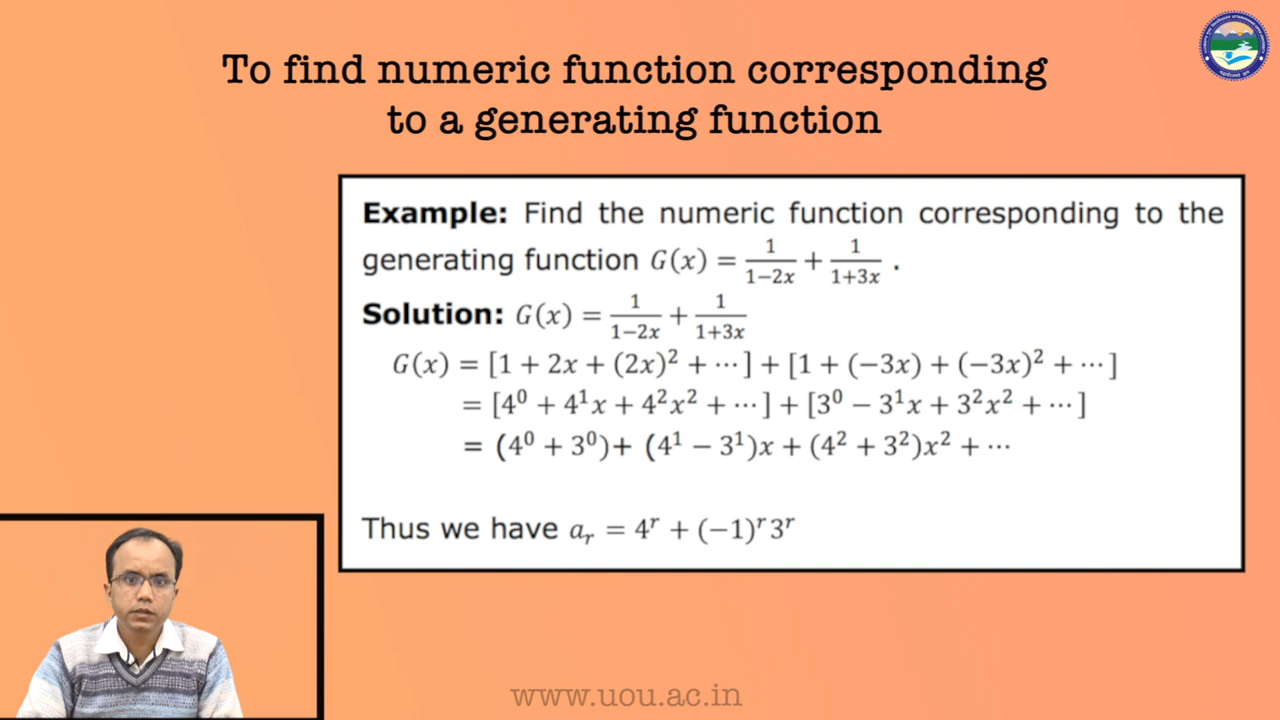 To find numeric function corresponding
to a generating function
Example: Find the numeric function corresponding to the
generating function G(x) = 1/(1−2x) + 1/(1+3x) .
Solution: G(x) = 1/(1−2x) + 1/(1+3x)
G(x) = [1 + 2x + (2x)² + ⋯] + [1 + (−3x) + (−3x)² + ⋯]
= [4⁰ + 4¹x + 4²x² + ⋯] + [3⁰ − 3¹x + 3²x² + ⋯]
= (4⁰ + 3⁰)+ (4¹ − 3¹)x + (4² + 3²)x² + ⋯
Thus we have aᵣ = 4ʳ + (−1)ʳ3ʳ
www.uou.ac.in